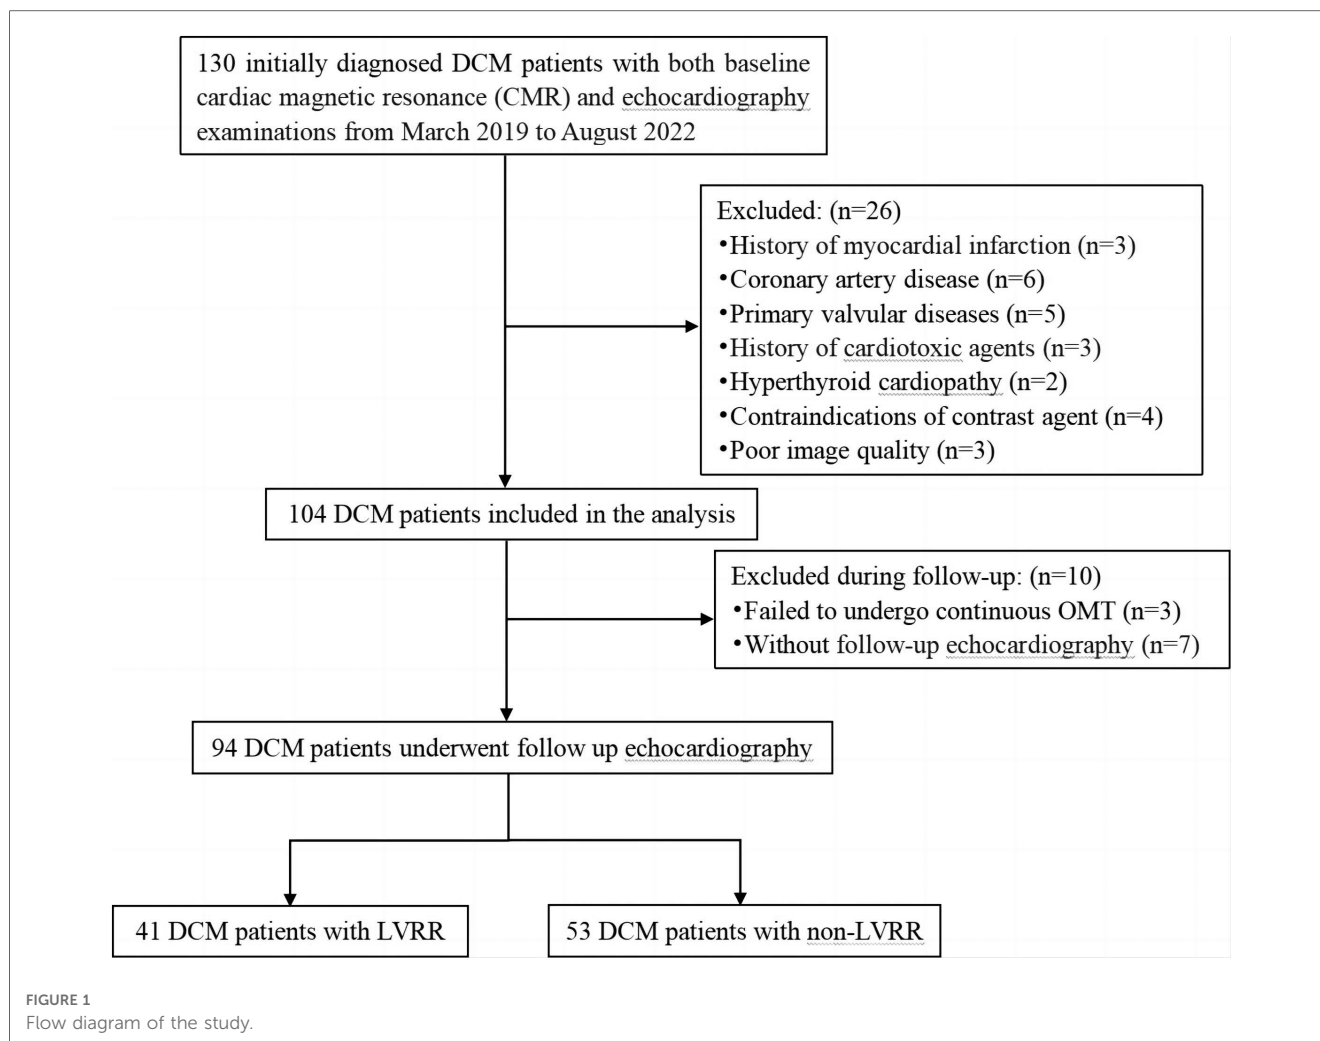 130 initially diagnosed DCM patients with both baseline
cardiac magnetic resonance (CMR) and echocardiography
examinations from March 2019 to August 2022
Excluded: (n=26)
•History of myocardial infarction (n=3)
•Coronary artery disease (n=6)
•Primary valvular diseases (n=5)
•History of cardiotoxic agents (n=3)
•Hyperthyroid cardiopathy (n=2)
•Contraindications of contrast agent (n=4)
•Poor image quality (n=3)
104 DCM patients included in the analysis
Excluded during follow-up: (n=10)
•Failed to undergo continuous OMT (n=3)
•Without follow-up echocardiography (n=7)
94 DCM patients underwent follow up echocardiography
41 DCM patients with LVRR
53 DCM patients with non-LVRR
FIGURE 1
Flow diagram of the study.